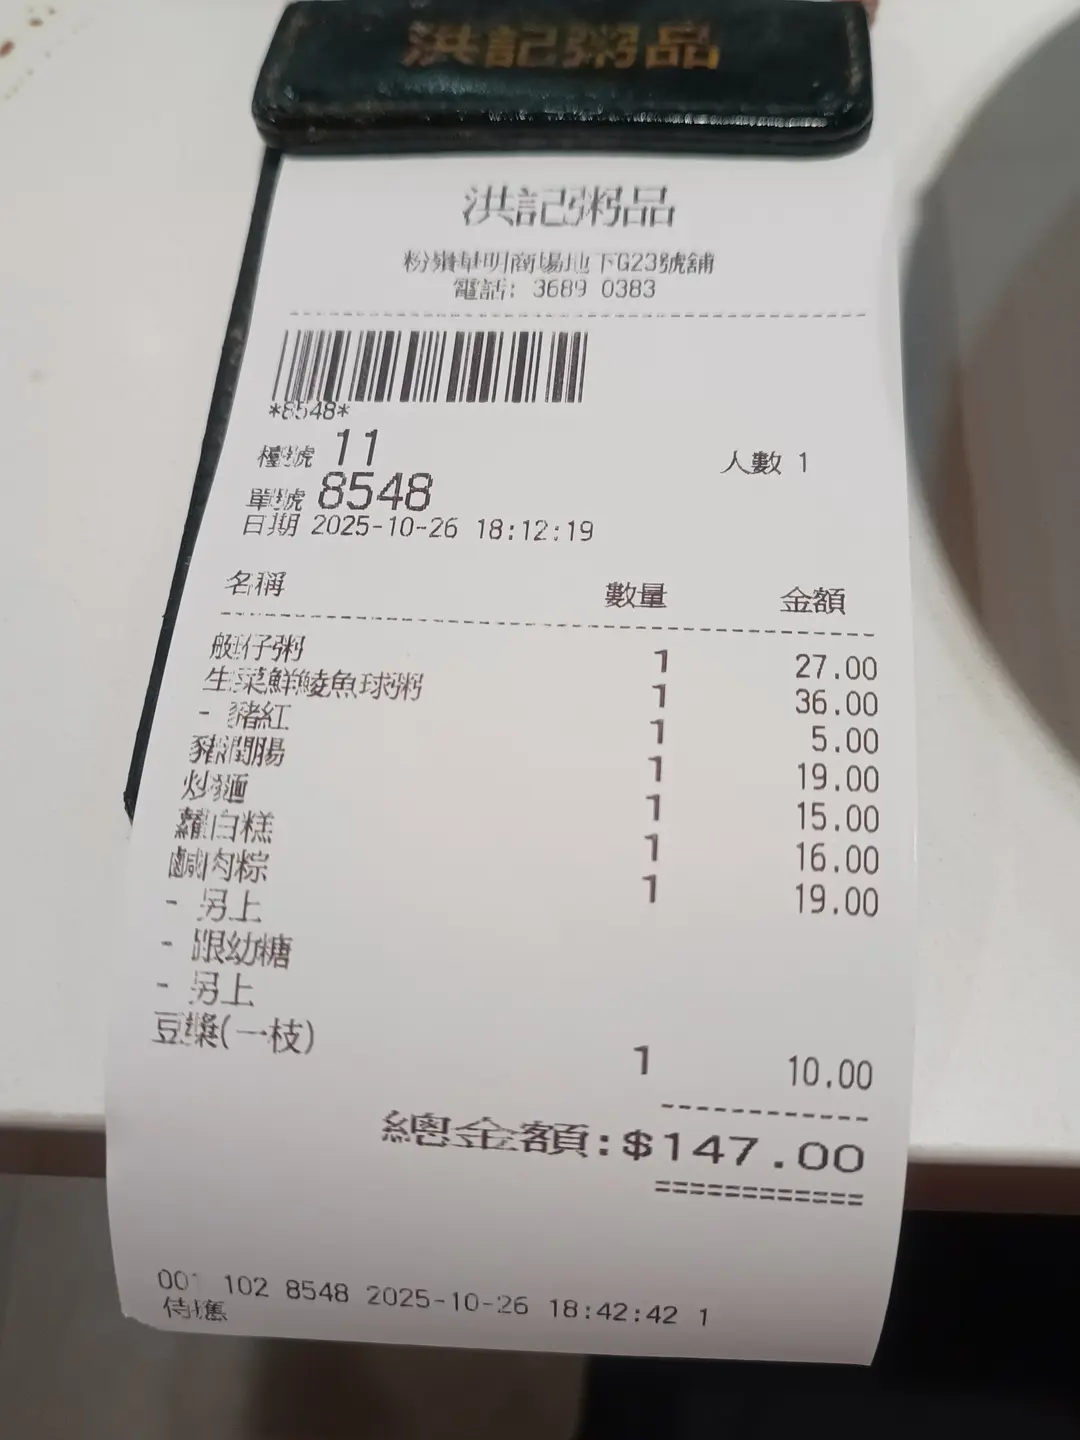 洪記粥品
洪記粥品
粉嶺華明商場地下G23號舖
電話: 3689 0383
*8548*
檯號 11 人數 1
單號 8548
日期 2025-10-26 18:12:19
名稱 數量 金額
艇仔粥 1 27.00
生菜鮮鯪魚球粥 1 36.00
- 豬紅 1 5.00
豬潤腸 1 19.00
炒麵 1 15.00
蘿白糕 1 16.00
鹹肉粽 1 19.00
- 另上
- 跟幼糖
- 另上
豆漿(一枝) 1 10.00
總金額:$147.00
001 102 8548 2025-10-26 18:42:42 1
侍應